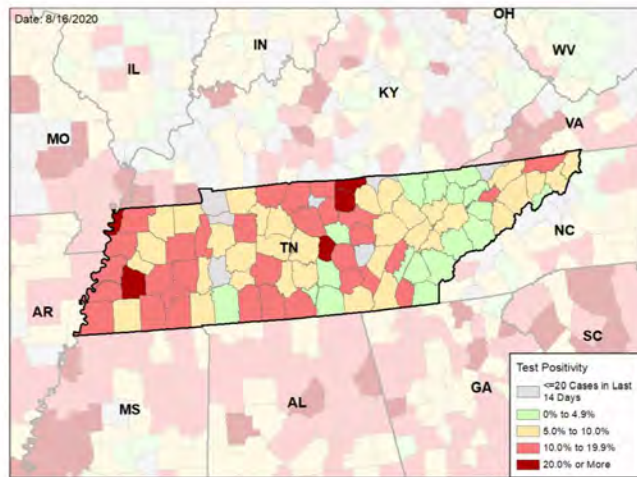 Date: 8/16/2020
OH
IN
WV
IL
KY
MO
VA
TN
NC
AR
SC
MS
AL
GA
Test Positivity
<=20 Cases in Last
14 Days
0% to 4.9%
5.0% to 10.0%
10.0% to 19.9%
20.0% or More